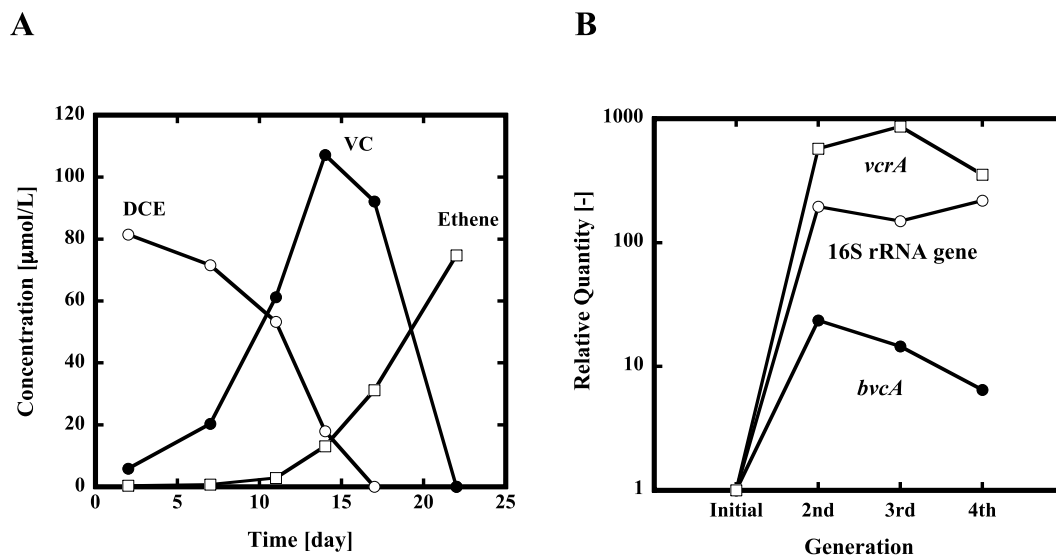 A
B
Concentration [µmol/L]
120
100
80
60
40
20
0
0 5 10 15 20 25
Time [day]
DCE
VC
Ethene
Relative Quantity [-]
1000
100
10
1
Initial 2nd 3rd 4th
Generation
vcrA
16S rRNA gene
bvcA